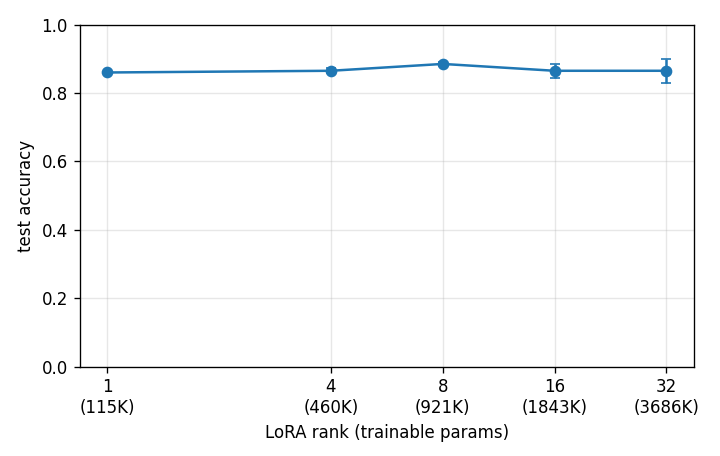 1.0
0.8
0.6
0.4
0.2
0.0
test accuracy
1 4 8 16 32
(115K) (460K) (921K) (1843K) (3686K)
LoRA rank (trainable params)